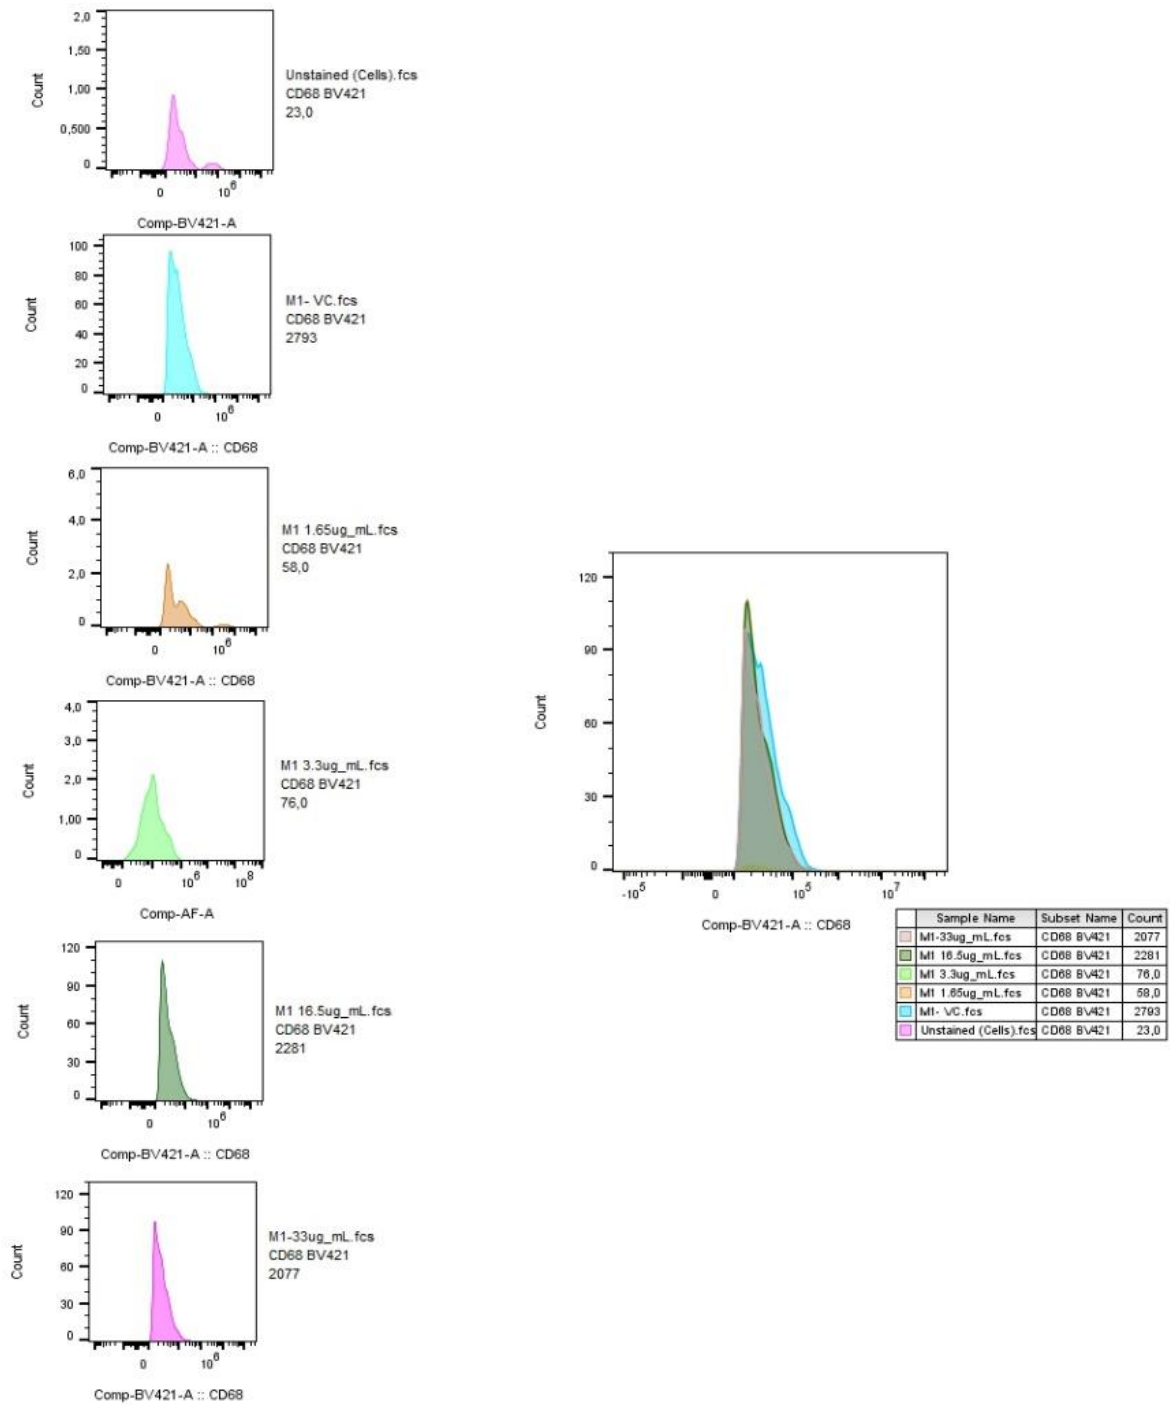 2,0
1,50
1,00
0,500
0
Count
0
10^6
Comp-BV421-A
Unstained (Cells).fcs
CD68 BV421
23,0
100
80
60
40
20
0
Count
0
10^6
Comp-BV421-A :: CD68
M1- VC.fcs
CD68 BV421
2793
6,0
4,0
2,0
0
Count
0
10^6
Comp-BV421-A :: CD68
M1 1.65ug_mL.fcs
CD68 BV421
58,0
4,0
3,0
2,0
1,00
0
Count
0
10^6
10^8
Comp-AF-A
M1 3.3ug_mL.fcs
CD68 BV421
76,0
120
90
60
30
0
Count
0
10^6
Comp-BV421-A :: CD68
M1 16.5ug_mL.fcs
CD68 BV421
2281
120
90
60
30
0
Count
0
10^6
Comp-BV421-A :: CD68
M1-33ug_mL.fcs
CD68 BV421
2077
120
90
60
30
0
Count
-10^5
0
10^5
10^7
Comp-BV421-A :: CD68
Sample Name Subset Name Count
M1-33ug_mL.fcs CD68 BV421 2077
M1 16.5ug_mL.fcs CD68 BV421 2281
M1 3.3ug_mL.fcs CD68 BV421 76,0
M1 1.65ug_mL.fcs CD68 BV421 58,0
M1- VC.fcs CD68 BV421 2793
Unstained (Cells).fcs CD68 BV421 23,0